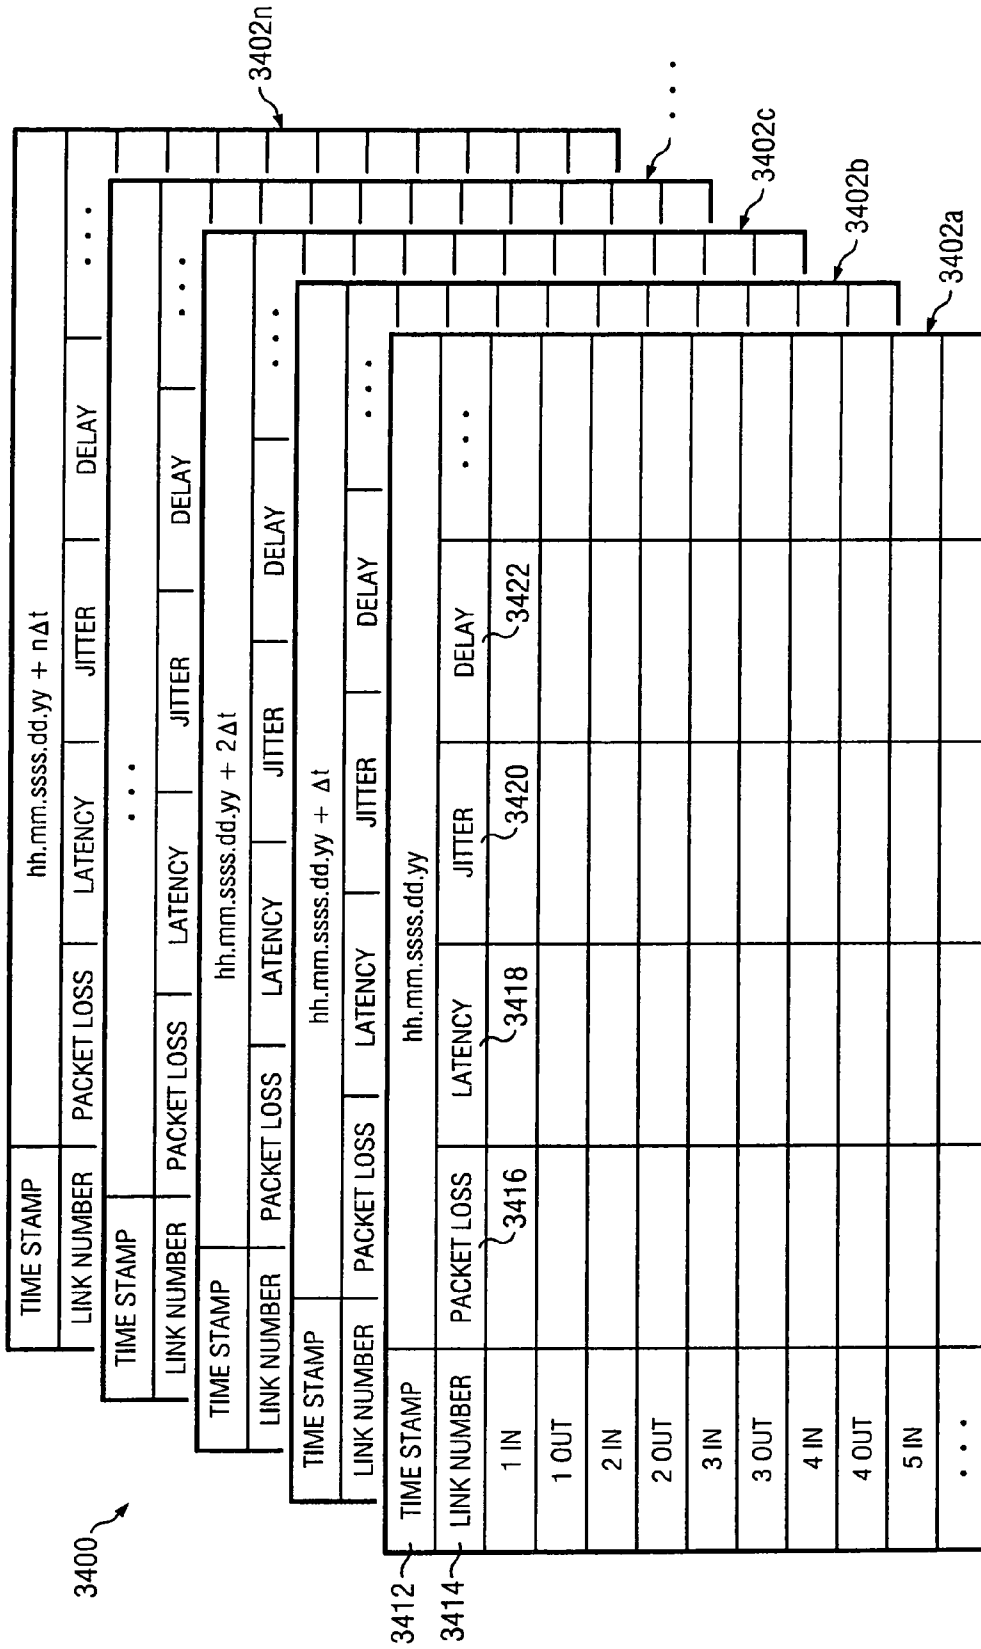 3400
TIME STAMP hh.mm.ssss.dd.yy + nΔt
LINK NUMBER PACKET LOSS LATENCY JITTER DELAY ...
3402n
TIME STAMP ...
LINK NUMBER PACKET LOSS LATENCY JITTER DELAY ...
...
TIME STAMP hh.mm.ssss.dd.yy + 2Δt
LINK NUMBER PACKET LOSS LATENCY JITTER DELAY ...
3402c
TIME STAMP hh.mm.ssss.dd.yy + Δt
LINK NUMBER PACKET LOSS LATENCY JITTER DELAY ...
3402b
3412 TIME STAMP hh.mm.ssss.dd.yy
3414 LINK NUMBER PACKET LOSS LATENCY JITTER DELAY ...
1 IN 3416 3418 3420 3422
1 OUT
2 IN
2 OUT
3 IN
3 OUT
4 IN
4 OUT
5 IN
...
3402a